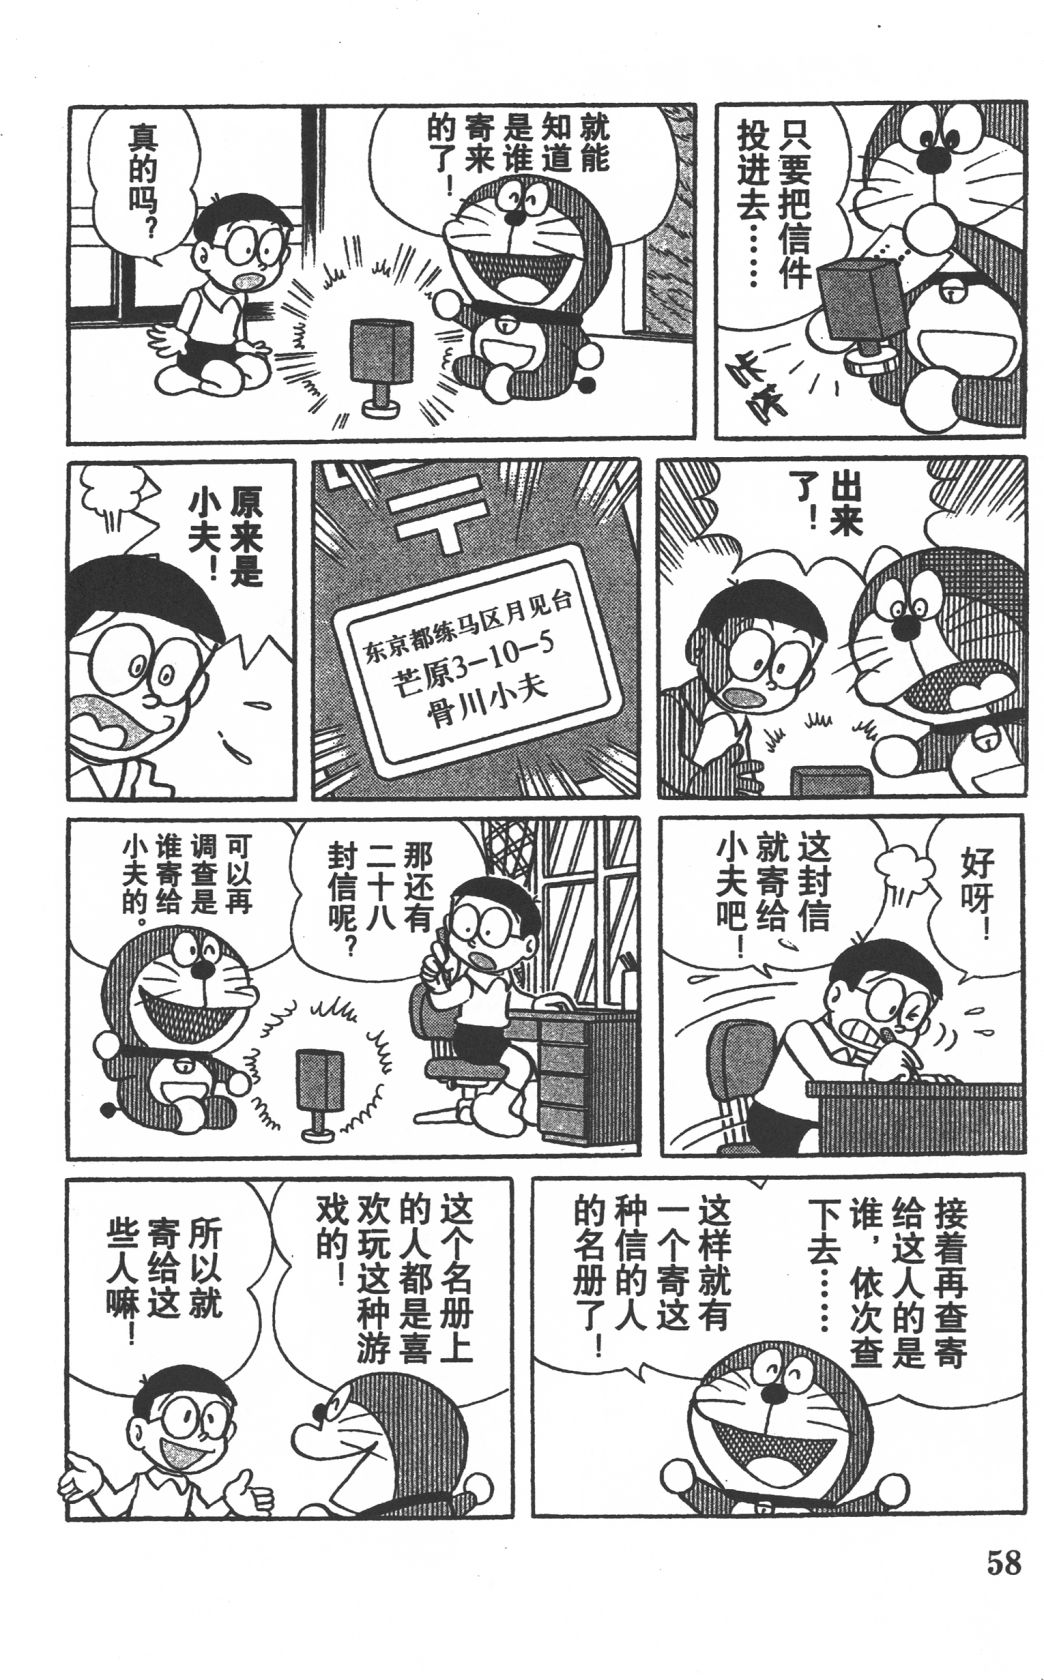 只要把信件
投进去……
就能
知道
是谁
寄来
的了！
真的吗？
出来
了！
东京都练马区月见台
芒原3-10-5
骨川小夫
原来是
小夫！
好呀！
这封信
就寄给
小夫吧！
那还有
二十八
封信呢？
可以再
调查是
谁寄给
小夫的。
接着再查寄
给这人的是
谁，依次查
下去……
这样就有
一个寄这
种信的人
的名册了！
这个名册上
的人都是喜
欢玩这种游
戏的！
所以就
寄给这
些人嘛！
58